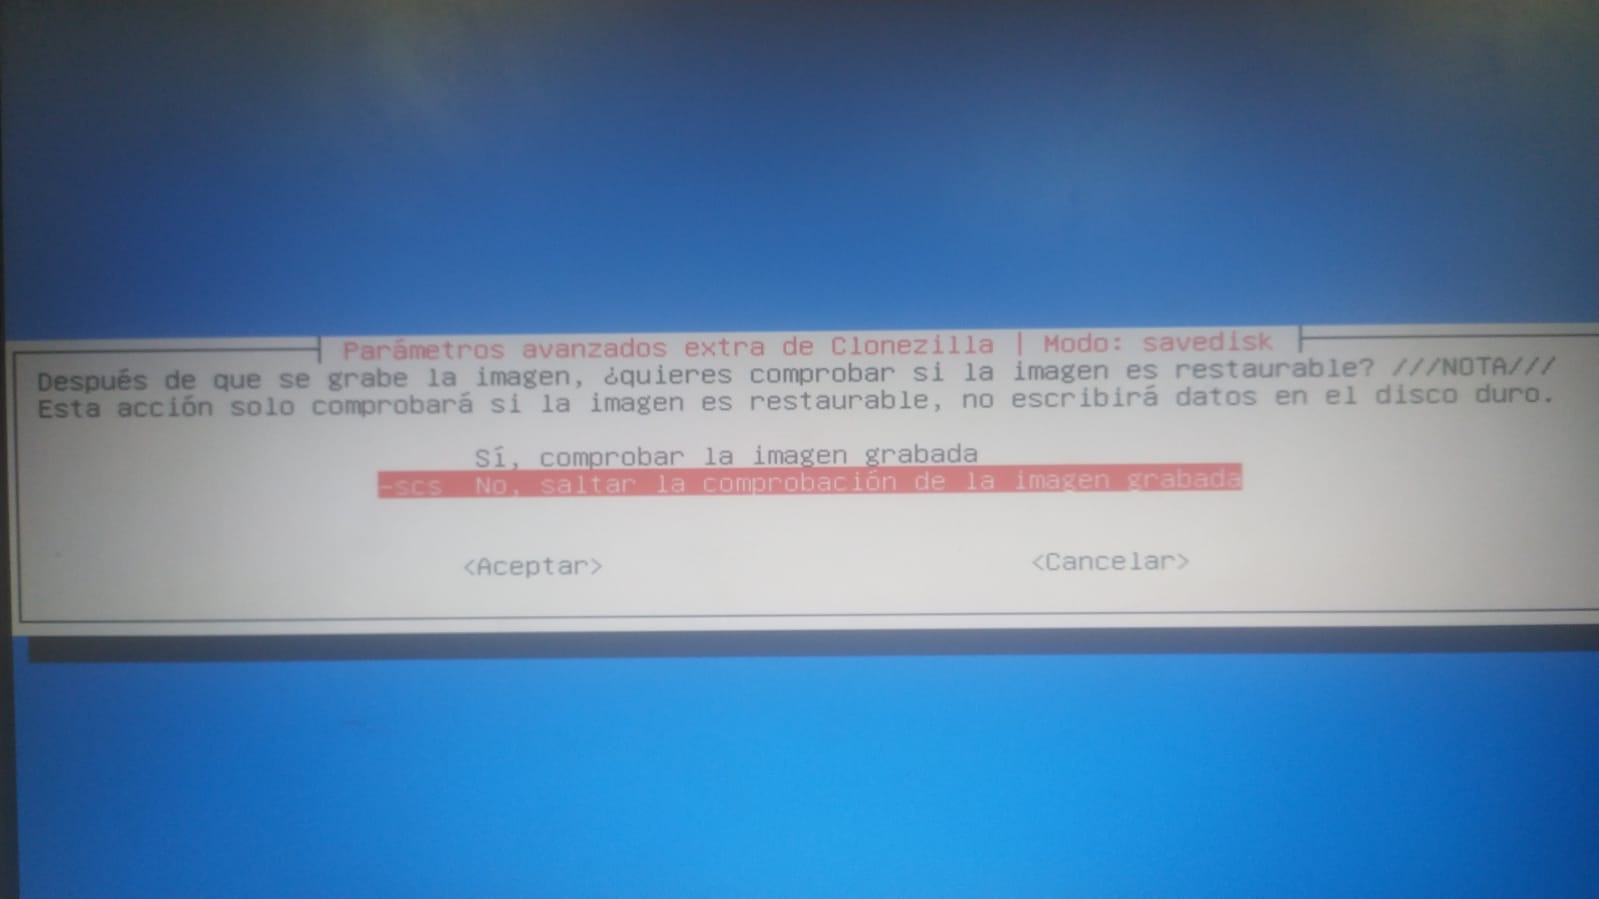 Parámetros avanzados extra de Clonezilla | Modo: savedisk
Después de que se grabe la imagen, ¿quieres comprobar si la imagen es restaurable? ///NOTA///
Esta acción solo comprobará si la imagen es restaurable, no escribirá datos en el disco duro.
Sí, comprobar la imagen grabada
-scs No, saltar la comprobación de la imagen grabada
<Aceptar> <Cancelar>